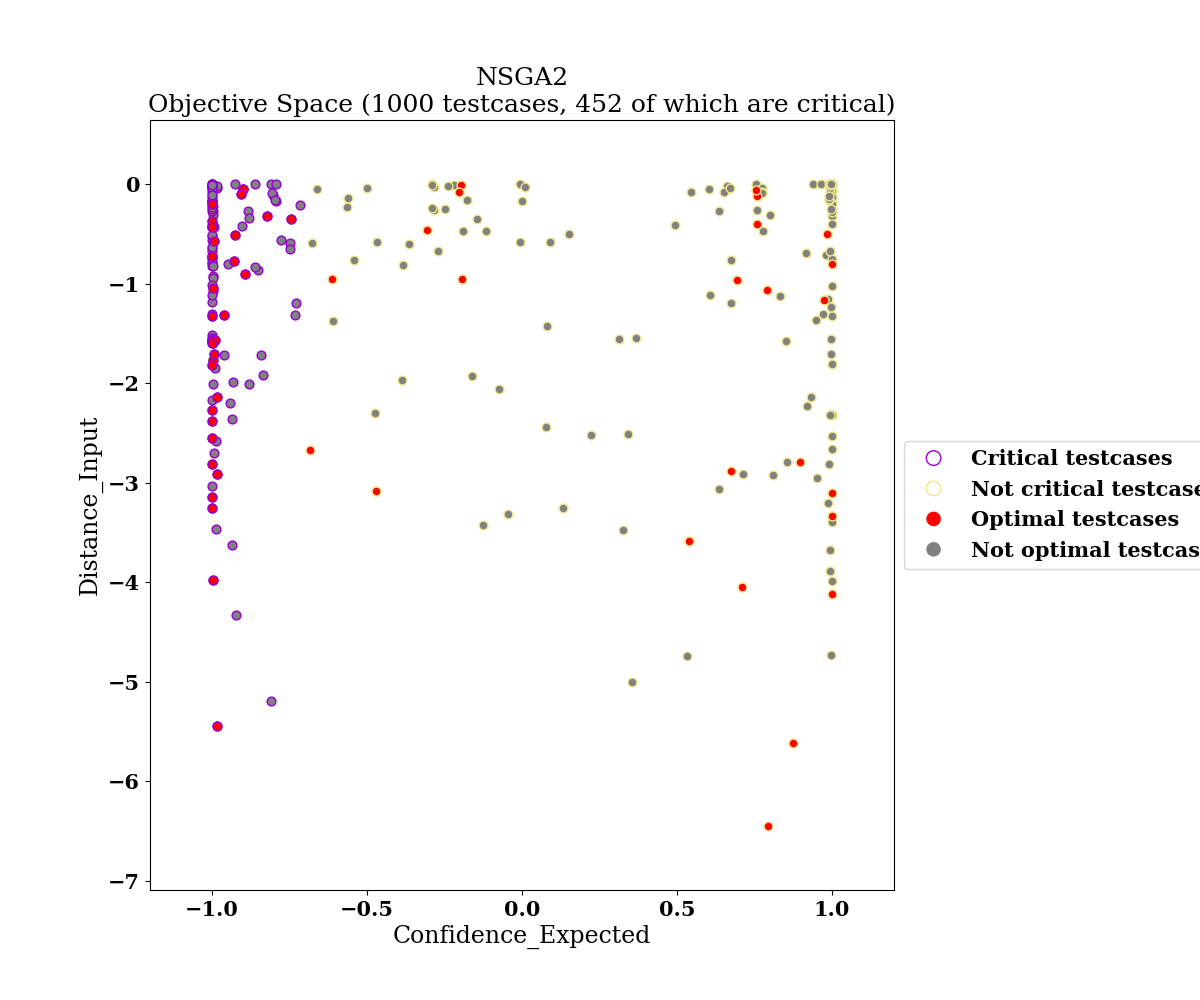 NSGA2
Objective Space (1000 testcases, 452 of which are critical)
0
−1
−2
−3
−4
−5
−6
−7
Distance_Input
−1.0 −0.5 0.0 0.5 1.0
Confidence_Expected
Critical testcases
Not critical testcase
Optimal testcases
Not optimal testcas